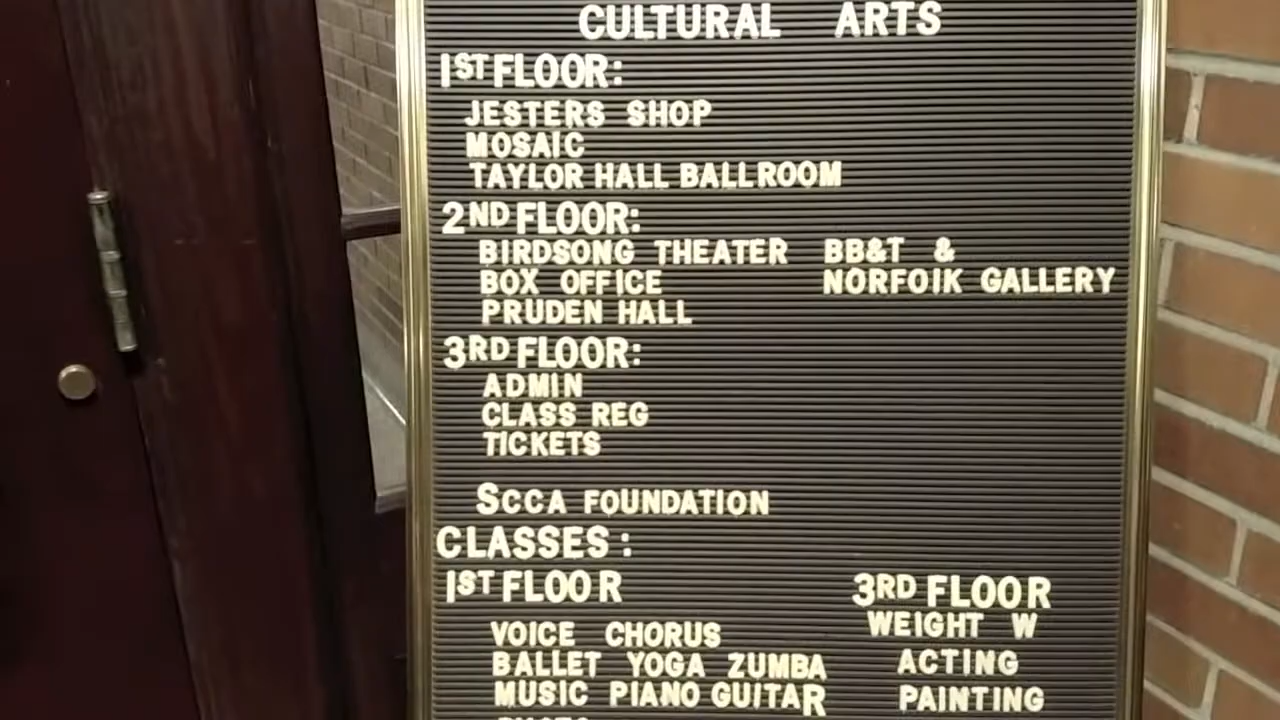 CULTURAL ARTS
1ST FLOOR:
JESTERS SHOP
MOSAIC
TAYLOR HALL BALLROOM
2ND FLOOR:
BIRDSONG THEATER BB&T &
BOX OFFICE NORFOIK GALLERY
PRUDEN HALL
3RD FLOOR:
ADMIN
CLASS REG
TICKETS
SCCA FOUNDATION
CLASSES:
1ST FLOOR 3RD FLOOR
VOICE CHORUS WEIGHT W
BALLET YOGA ZUMBA ACTING
MUSIC PIANO GUITAR PAINTING